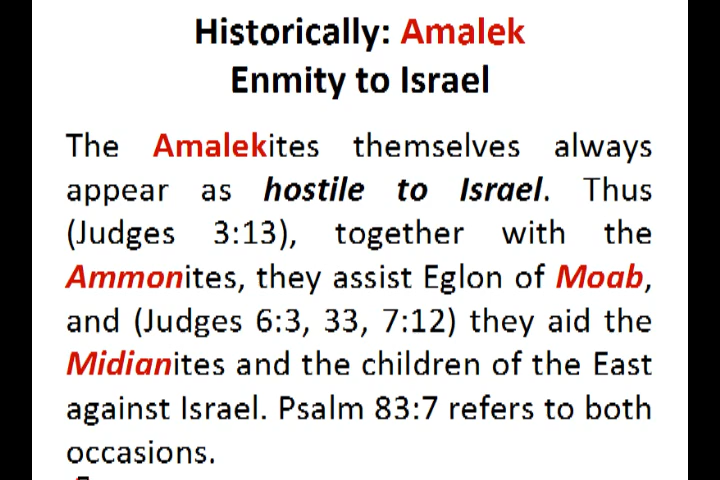 Historically: Amalek
Enmity to Israel
The Amalekites themselves always
appear as hostile to Israel. Thus
(Judges 3:13), together with the
Ammonites, they assist Eglon of Moab,
and (Judges 6:3, 33, 7:12) they aid the
Midianites and the children of the East
against Israel. Psalm 83:7 refers to both
occasions.